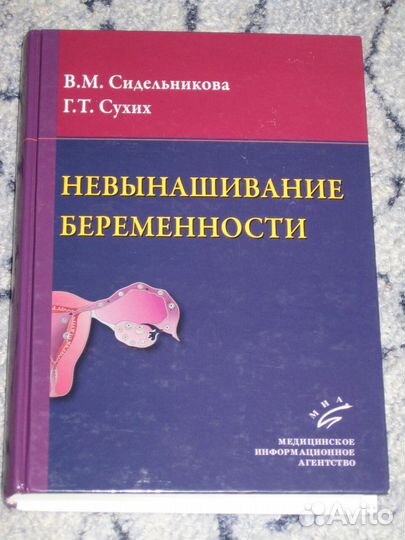 В.М. Сидельникова
Г.Т. Сухих
НЕВЫНАШИВАНИЕ
БЕРЕМЕННОСТИ
МИА
МЕДИЦИНСКОЕ
ИНФОРМАЦИОННОЕ
АГЕНТСТВО
Avito